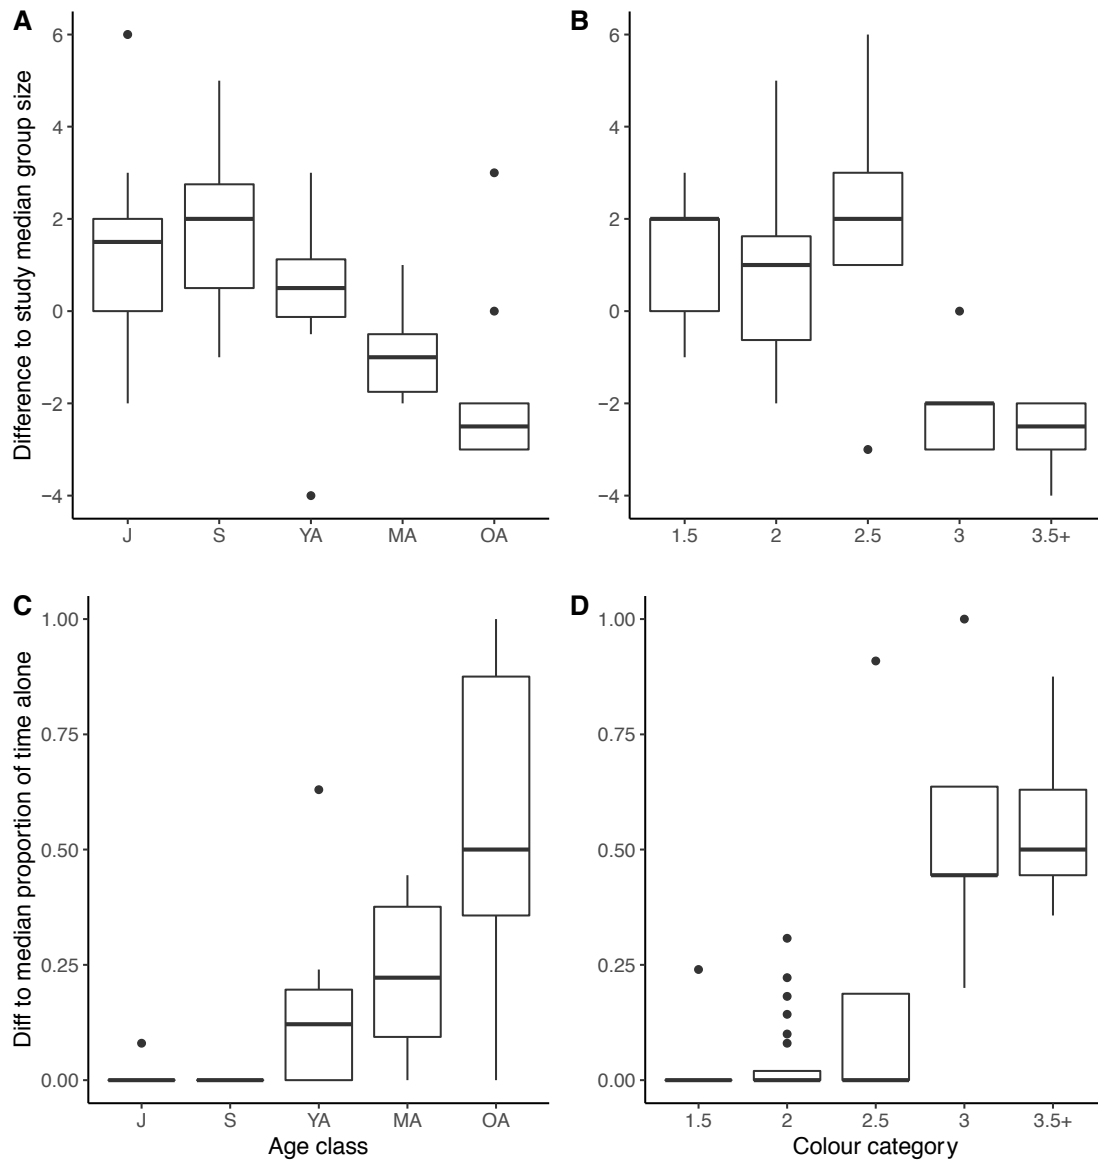 A
B
Difference to study median group size
6
4
2
0
−2
−4
J S YA MA OA
6
4
2
0
−2
−4
1.5 2 2.5 3 3.5+
C
D
Diff to median proportion of time alone
1.00
0.75
0.50
0.25
0.00
J S YA MA OA
Age class
1.00
0.75
0.50
0.25
0.00
1.5 2 2.5 3 3.5+
Colour category